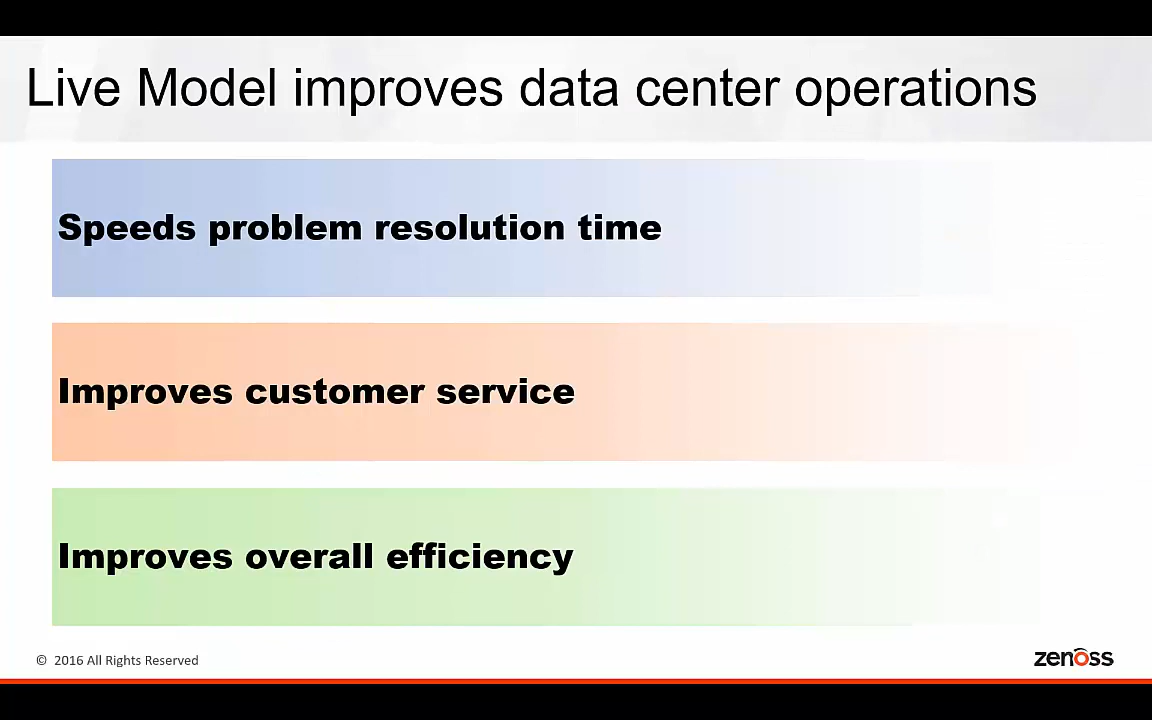 Live Model improves data center operations
Speeds problem resolution time
Improves customer service
Improves overall efficiency
© 2016 All Rights Reserved
zenoss